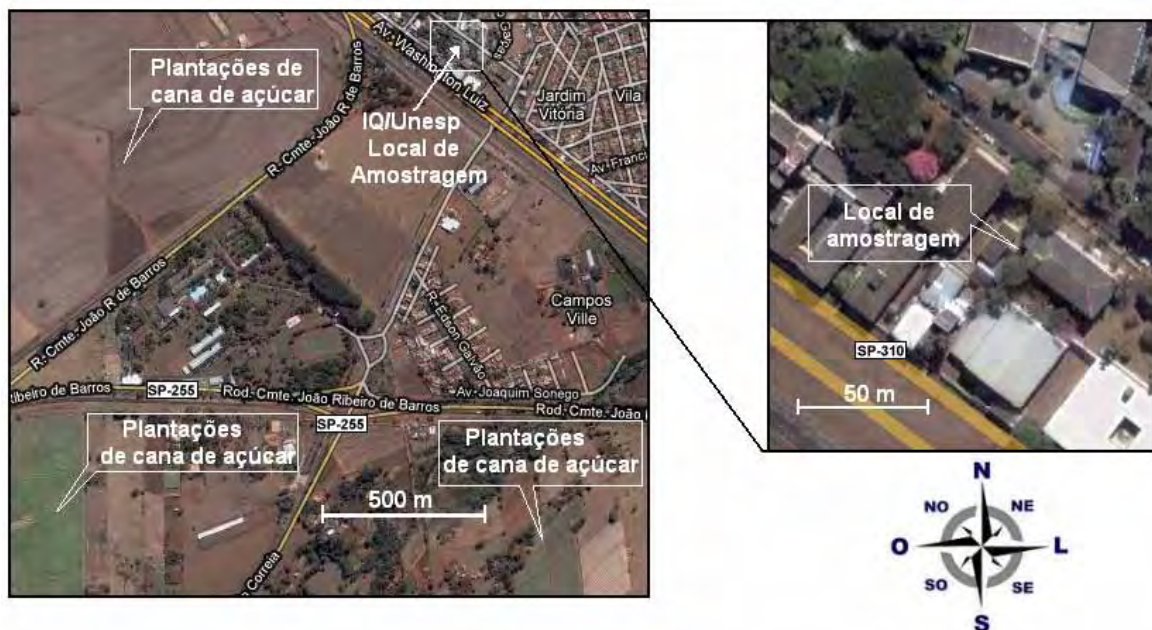 Plantações de
cana de açúcar
R. Cmte. João R de Barros
Av. Washington Luiz
Garças
Jardim
Vitória
Vila
IQ/Unesp
Local de
Amostragem
R. Cmte. João R de Barros
R. Edson Galvão
Campos
Ville
Ribeiro de Barros
SP-255
Rod. Cmte. João Ribeiro de Barros
Av. Joaquim Sonego
Rod. Cmte. João
SP-255
Plantações
de cana de açúcar
Plantações
de cana de açúcar
500 m
Correia
Local de
amostragem
SP-310
50 m
N
NO
NE
O
L
SO
SE
S